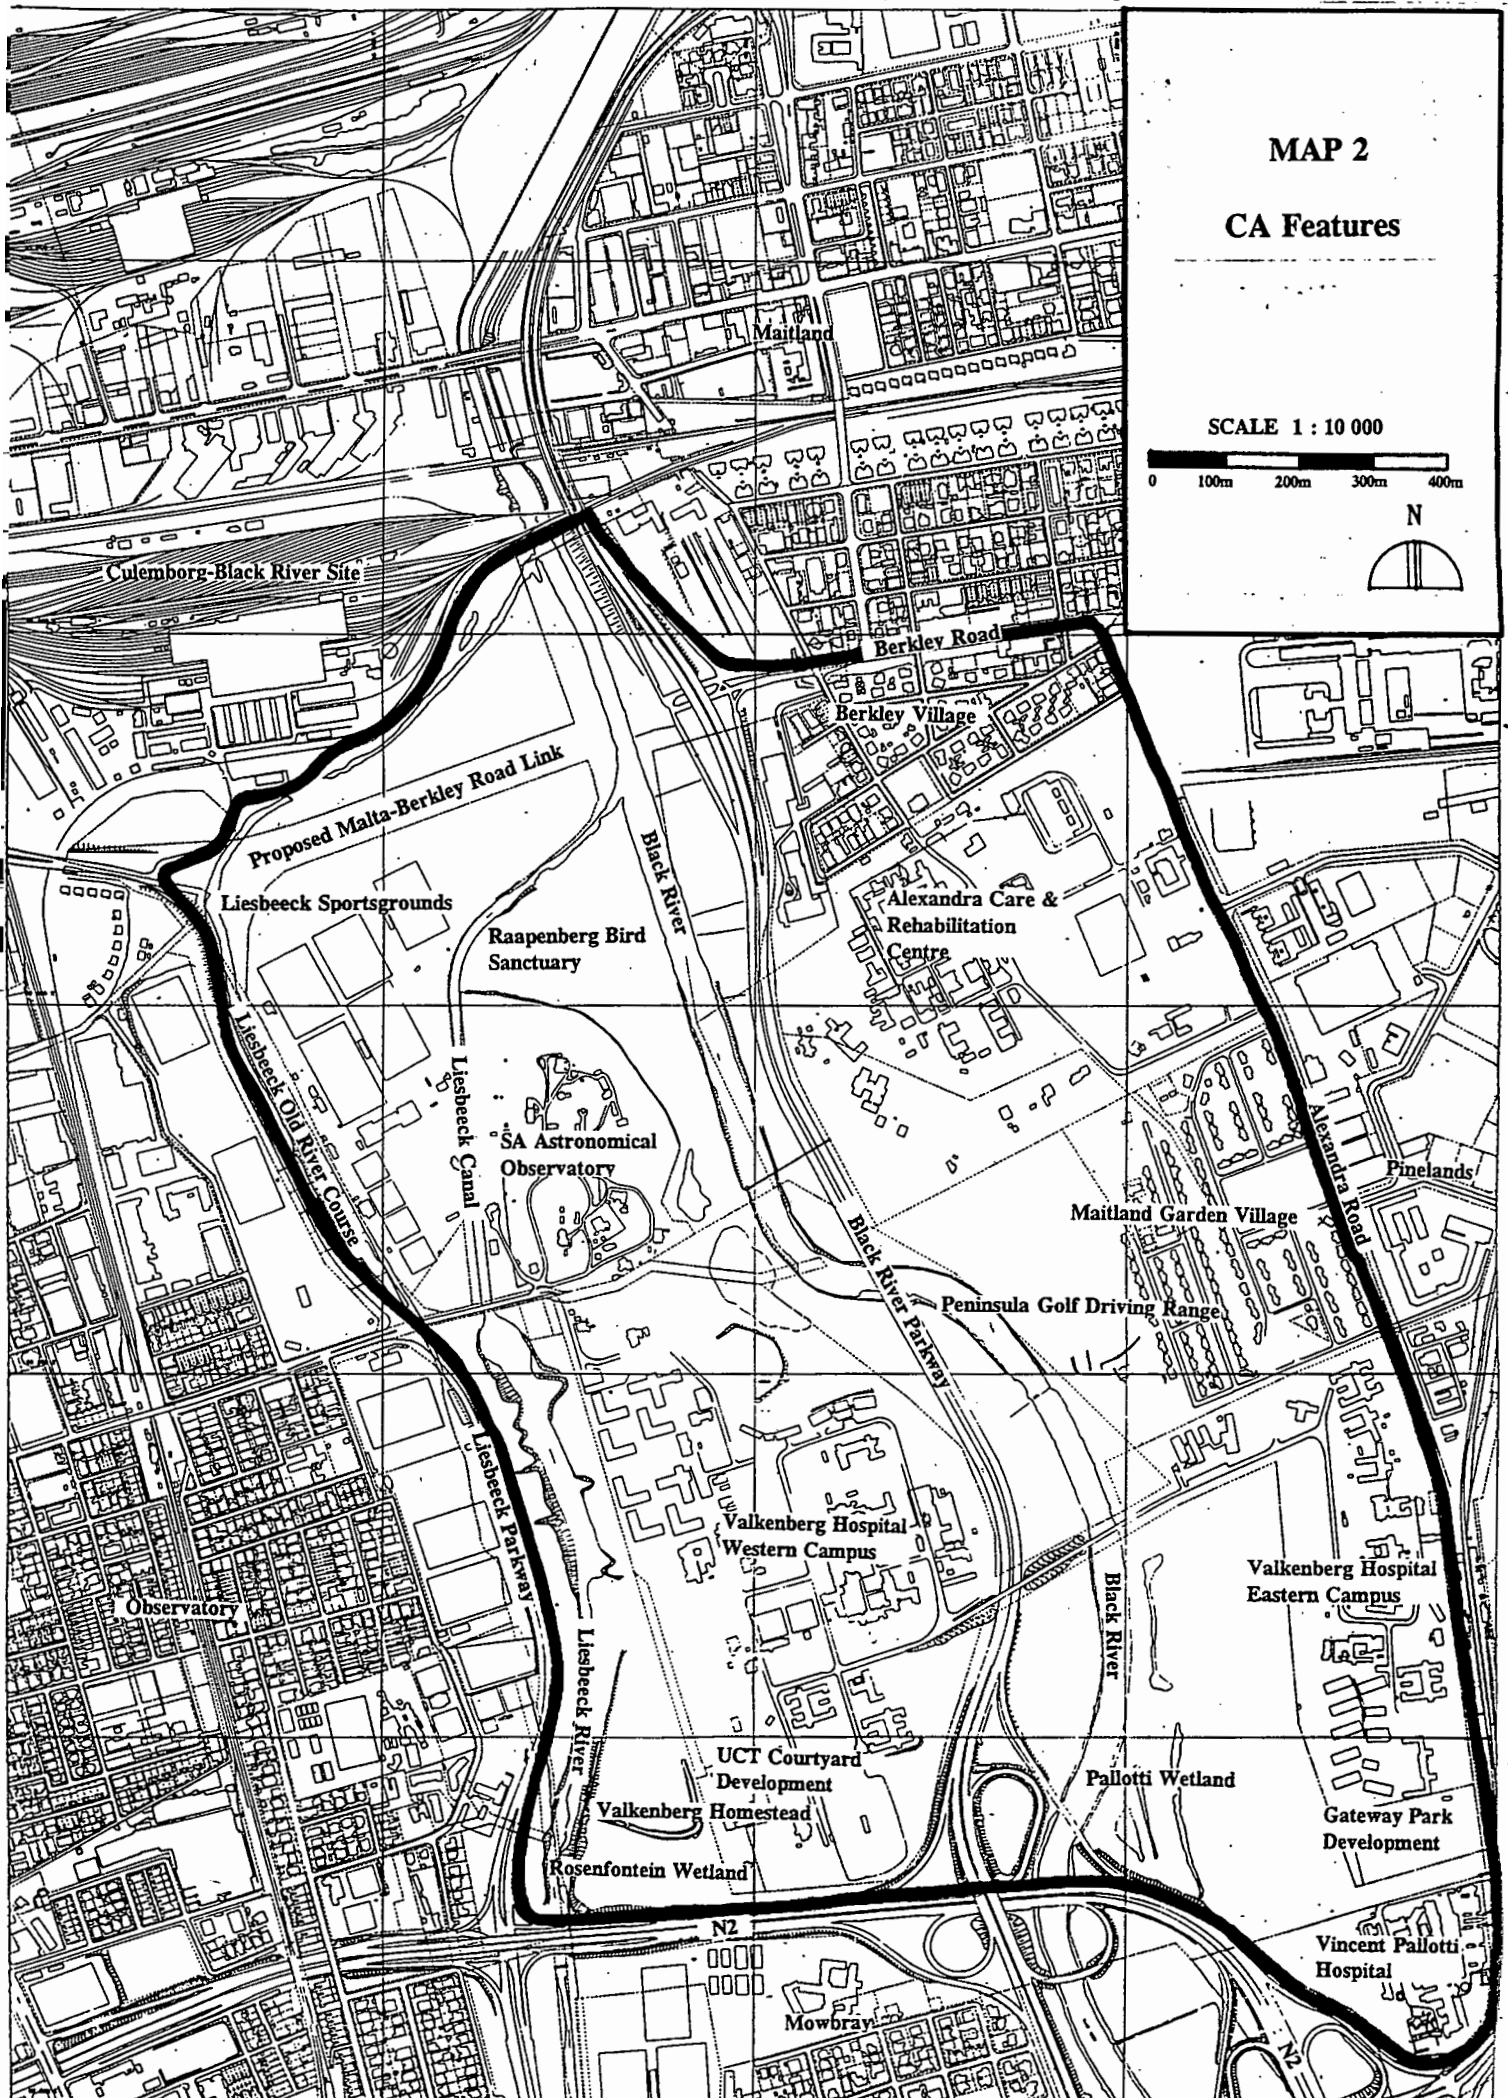 MAP 2
CA Features
SCALE 1 : 10 000
0 100m 200m 300m 400m
N
Maitland
Culemborg-Black River Site
Berkley Road
Berkley Village
Proposed Malta-Berkley Road Link
Black River
Liesbeeck Sportsgrounds
Alexandra Care &
Rehabilitation
Centre
Raapenberg Bird
Sanctuary
Liesbeeck Old River Course
Liesbeeck Canal
SA Astronomical
Observatory
Alexandra Road
Pinelands
Maitland Garden Village
Black River Parkway
Peninsula Golf Driving Range
Liesbeeck Parkway
Valkenberg Hospital
Western Campus
Valkenberg Hospital
Eastern Campus
Black River
Observatory
Liesbeeck River
UCT Courtyard
Development
Pallotti Wetland
Valkenberg Homestead
Gateway Park
Development
Rosenfontein Wetland
N2
Vincent Pallotti
Hospital
Mowbray
N2